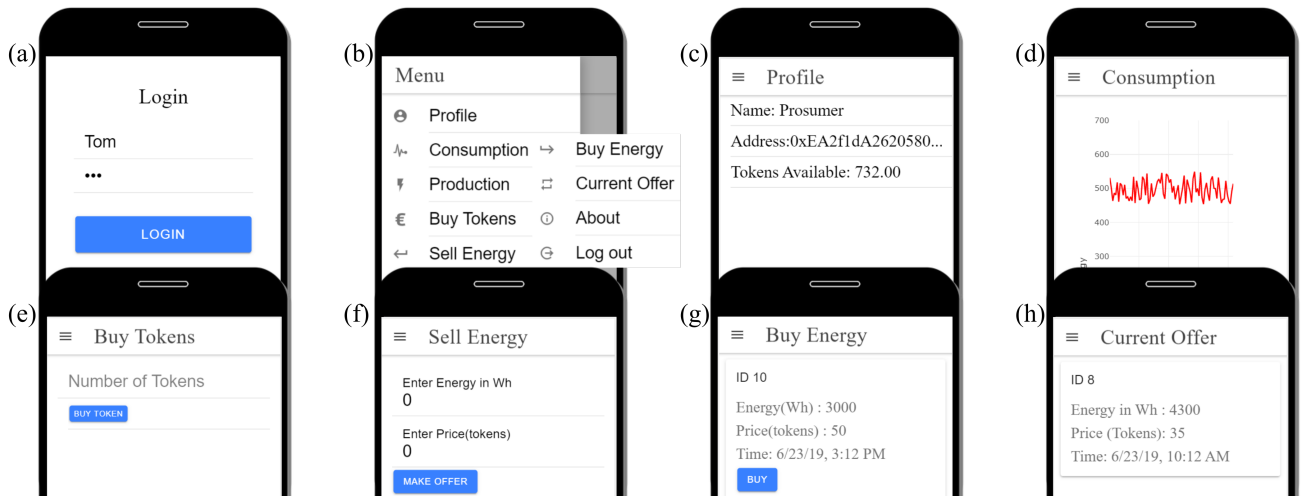 (a)
Login
Tom
•••
LOGIN
(b)
Menu
Profile
Consumption
Production
Buy Tokens
Sell Energy
Buy Energy
Current Offer
About
Log out
(c)
Profile
Name: Prosumer
Address:0xEA2f1dA2620580...
Tokens Available: 732.00
(d)
Consumption
700
600
500
400
300
gy
(e)
Buy Tokens
Number of Tokens
BUY TOKEN
(f)
Sell Energy
Enter Energy in Wh
0
Enter Price(tokens)
0
MAKE OFFER
(g)
Buy Energy
ID 10
Energy(Wh) : 3000
Price(tokens) : 50
Time: 6/23/19, 3:12 PM
BUY
(h)
Current Offer
ID 8
Energy in Wh : 4300
Price (Tokens): 35
Time: 6/23/19, 10:12 AM